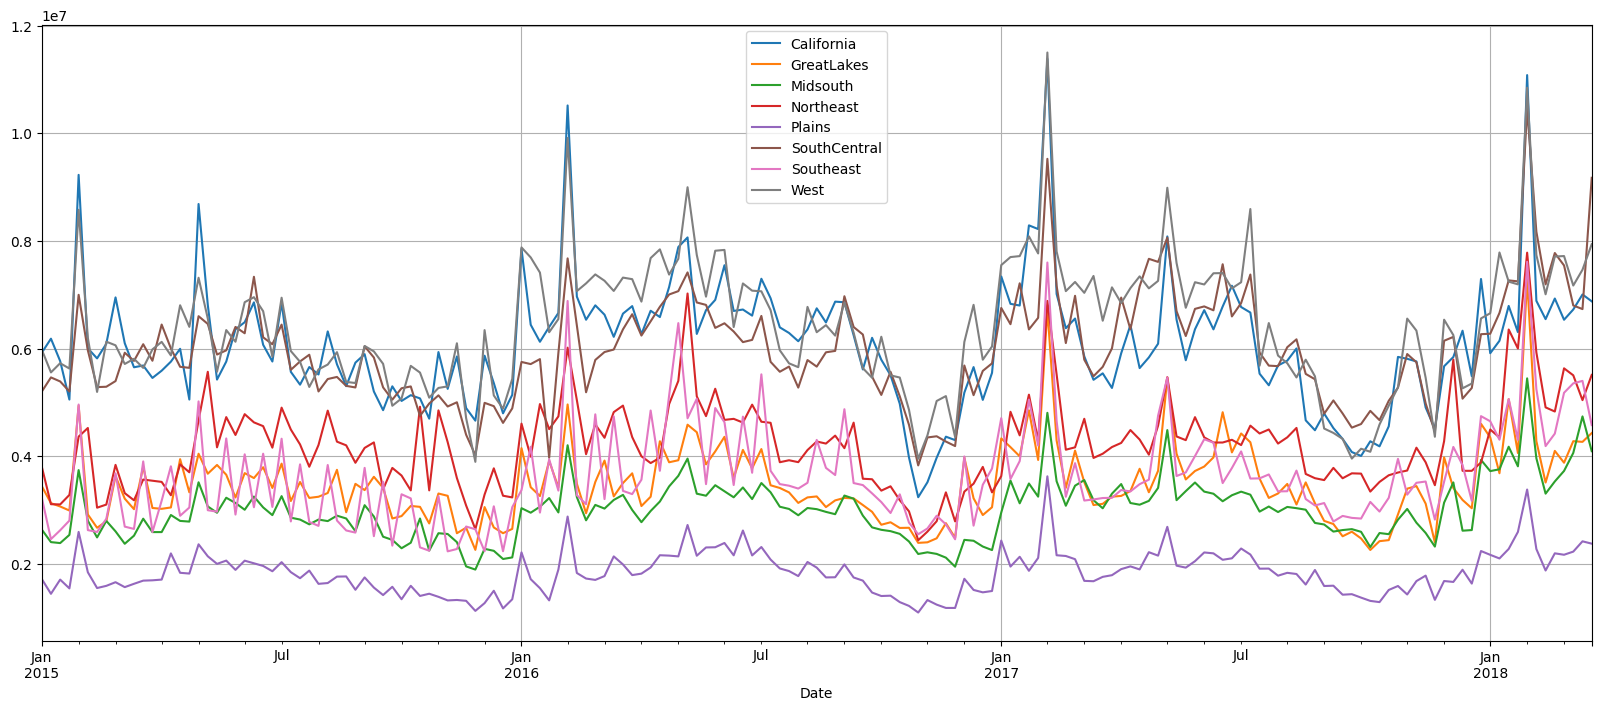 1e7
1.2
1.0
0.8
0.6
0.4
0.2
California
GreatLakes
Midsouth
Northeast
Plains
SouthCentral
Southeast
West
Jan Jul Jan Jul Jan Jul Jan
2015 2016 2017 2018
Date